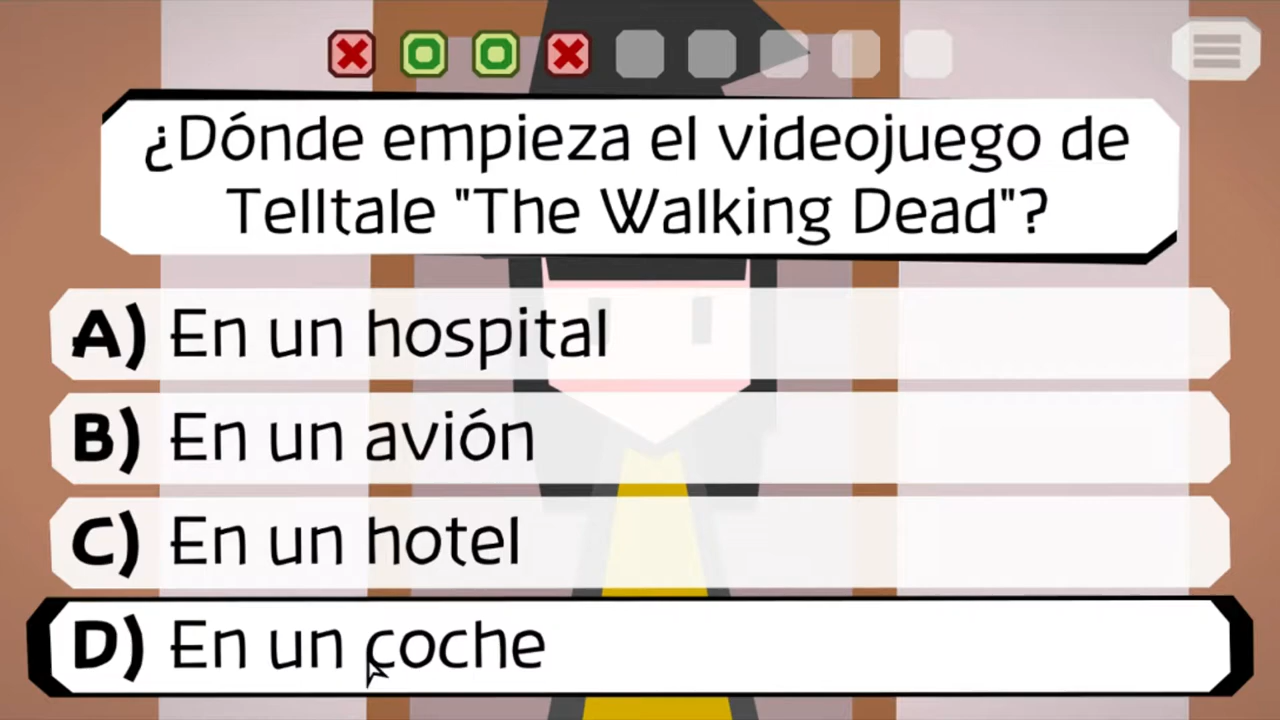 ¿Dónde empieza el videojuego de
Telltale "The Walking Dead"?
A) En un hospital
B) En un avión
C) En un hotel
D) En un coche